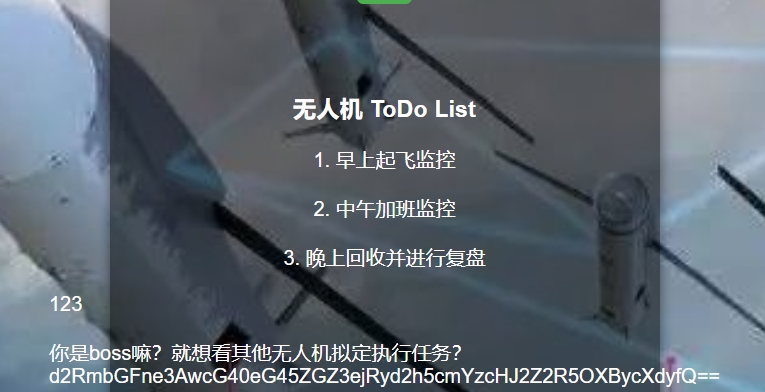 无人机 ToDo List
1. 早上起飞监控
2. 中午加班监控
3. 晚上回收并进行复盘
123
你是boss嘛？就想看其他无人机拟定执行任务？
d2RmbGFne3AwcG40eG45ZGZ3ejRyd2h5cmYzcHJ2Z2R5OXBycXdyfQ==